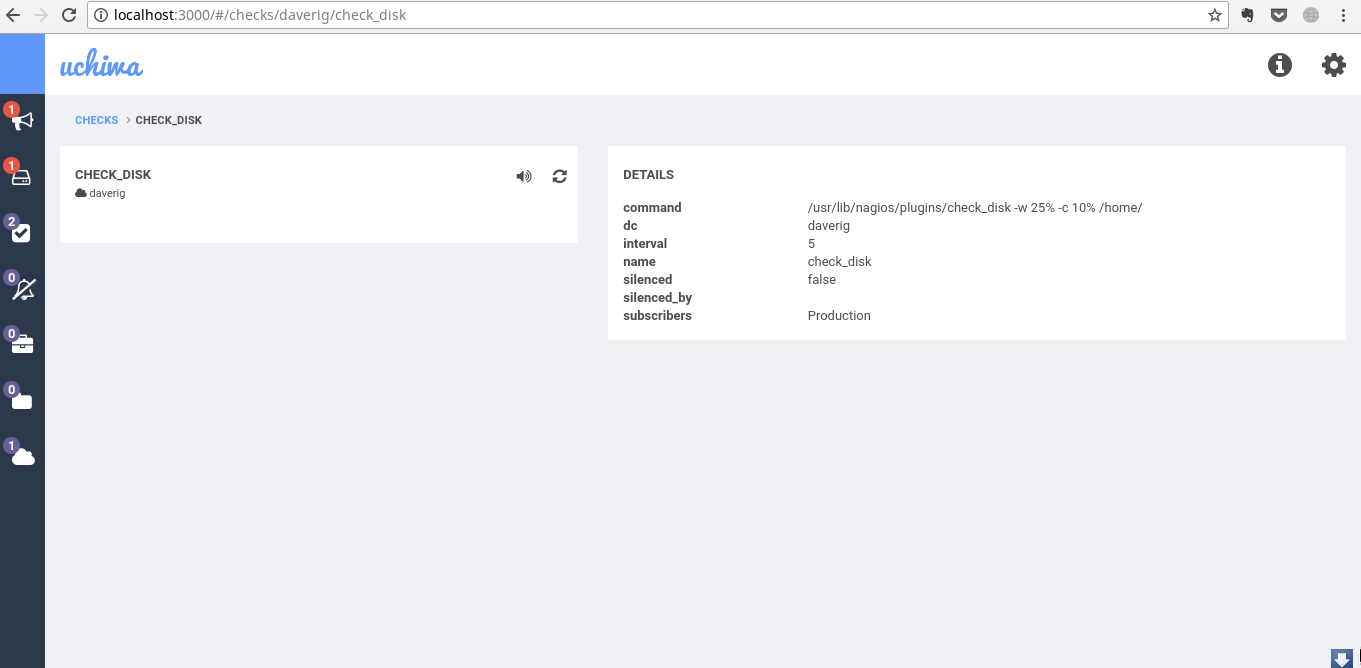 localhost:3000/#/checks/daverig/check_disk
uchiwa
1
1
2
0
0
0
1
CHECKS > CHECK_DISK
CHECK_DISK
daverig
DETAILS
command /usr/lib/nagios/plugins/check_disk -w 25% -c 10% /home/
dc daverig
interval 5
name check_disk
silenced false
silenced_by
subscribers Production